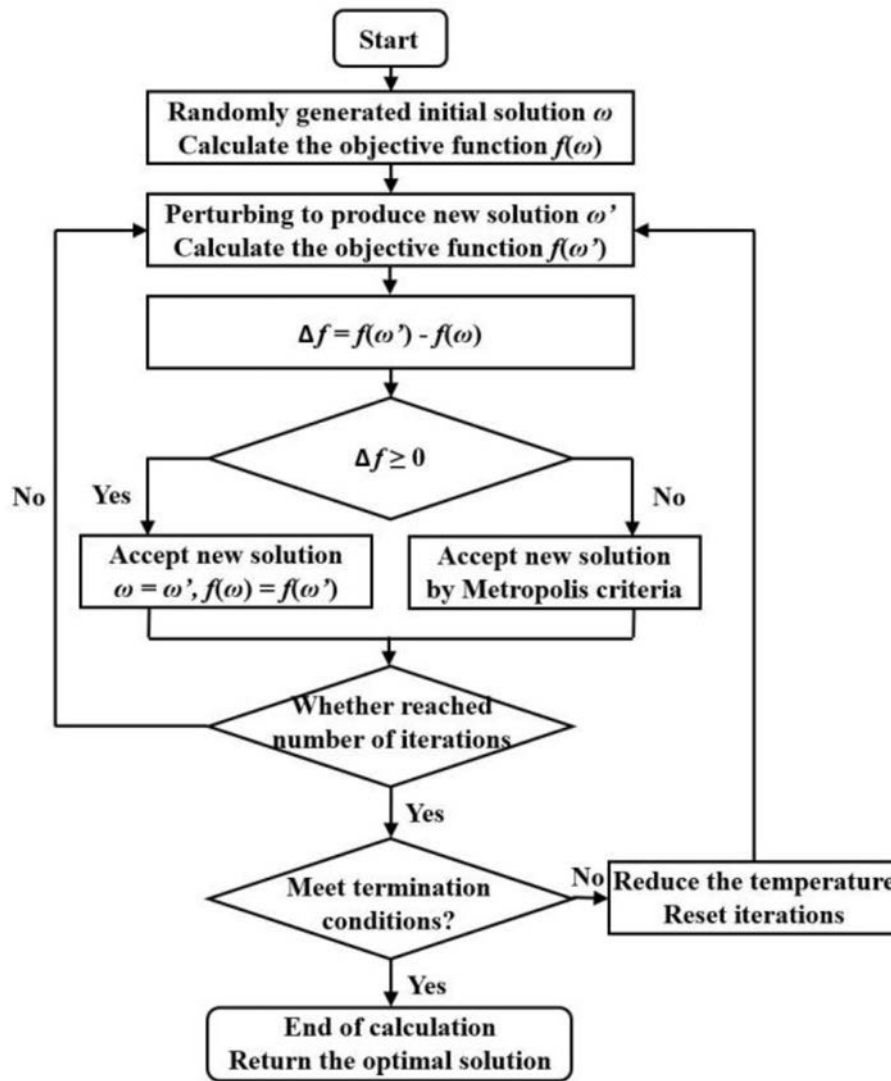 Start
Randomly generated initial solution ω
Calculate the objective function f(ω)
Perturbing to produce new solution ω’
Calculate the objective function f(ω’)
Δf = f(ω’) - f(ω)
Δf ≥ 0
No
Yes
No
Accept new solution
ω = ω’, f(ω) = f(ω’)
Accept new solution
by Metropolis criteria
Whether reached
number of iterations
Yes
Meet termination
conditions?
No
Reduce the temperature
Reset iterations
Yes
End of calculation
Return the optimal solution